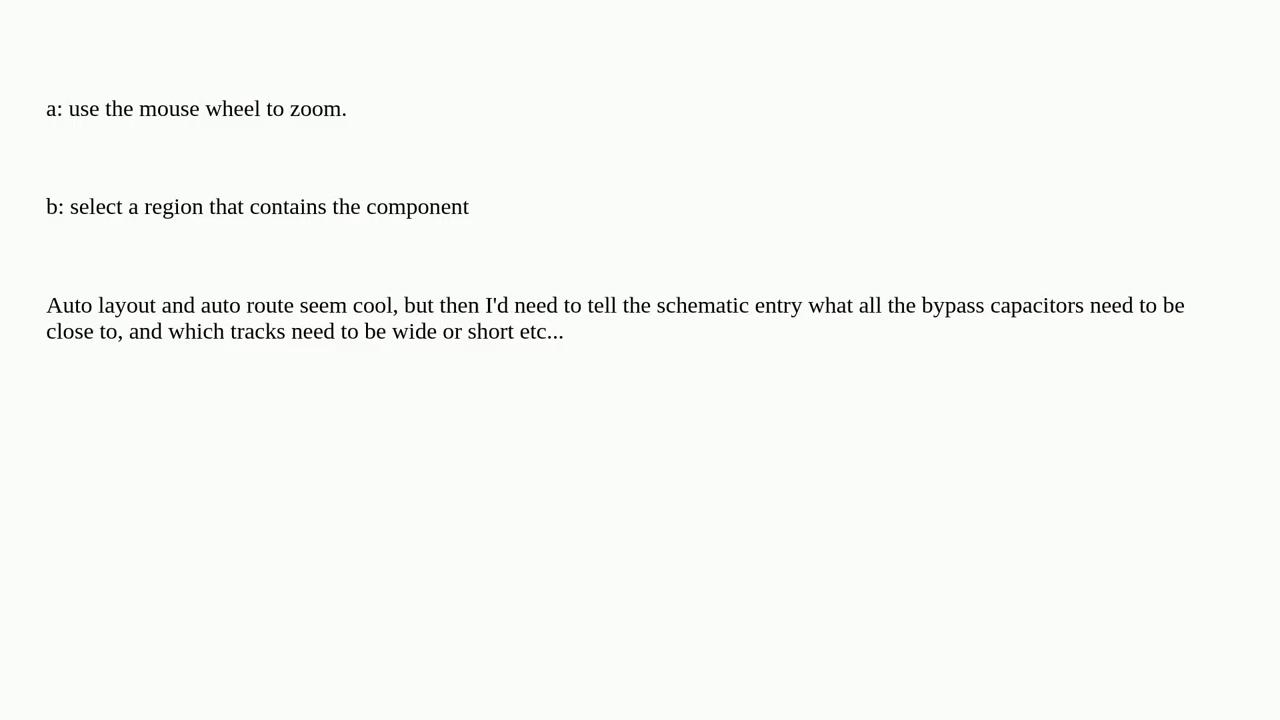 a: use the mouse wheel to zoom.
b: select a region that contains the component
Auto layout and auto route seem cool, but then I'd need to tell the schematic entry what all the bypass capacitors need to be
close to, and which tracks need to be wide or short etc...